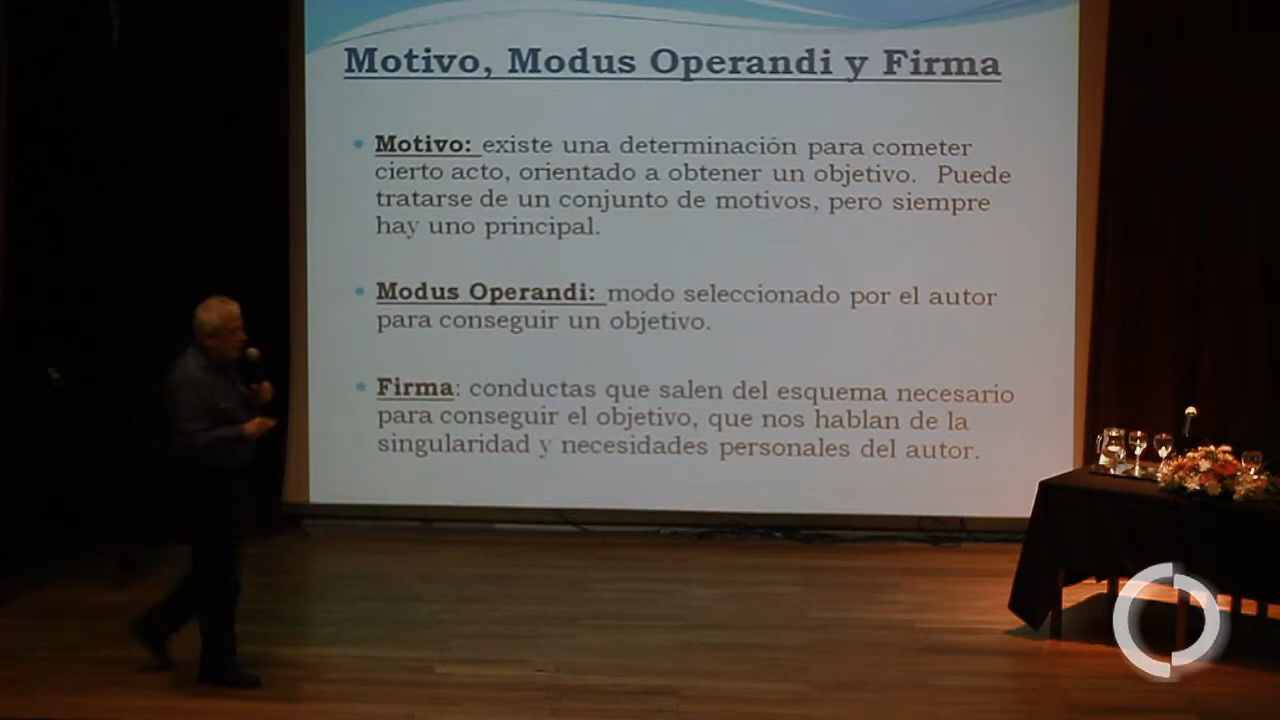 Motivo, Modus Operandi y Firma
• Motivo: existe una determinación para cometer
cierto acto, orientado a obtener un objetivo. Puede
tratarse de un conjunto de motivos, pero siempre
hay uno principal.
• Modus Operandi: modo seleccionado por el autor
para conseguir un objetivo.
• Firma: conductas que salen del esquema necesario
para conseguir el objetivo, que nos hablan de la
singularidad y necesidades personales del autor.